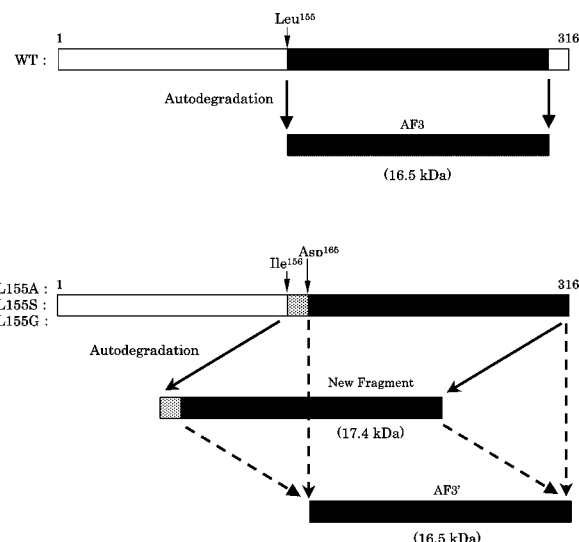 Leu¹⁵⁵
1 316
WT :
Autodegradation
AF3
(16.5 kDa)
Asp¹⁶⁵
Ile¹⁵⁶
L155A : 1 316
L155S :
L155G :
Autodegradation
New Fragment
(17.4 kDa)
AF3'
(16.5 kDa)